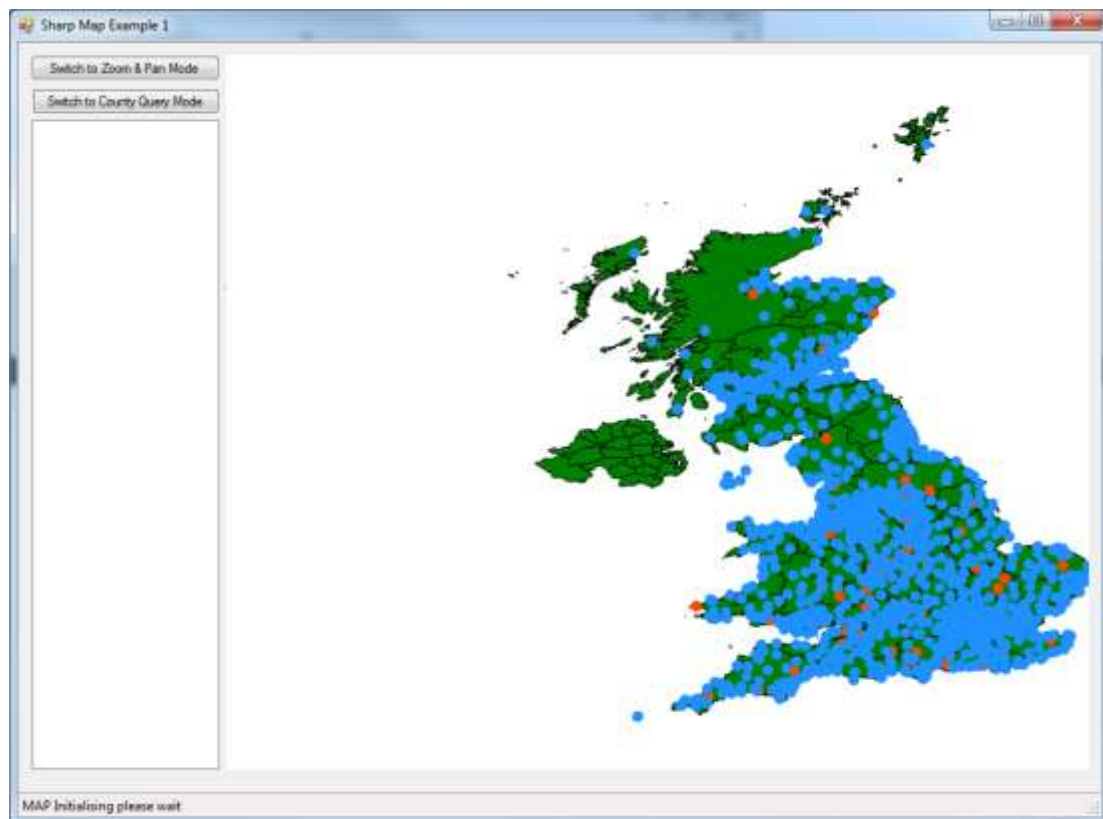 Sharp Map Example 1
Switch to Zoom & Pan Mode
Switch to County Query Mode
MAP Initialising please wait